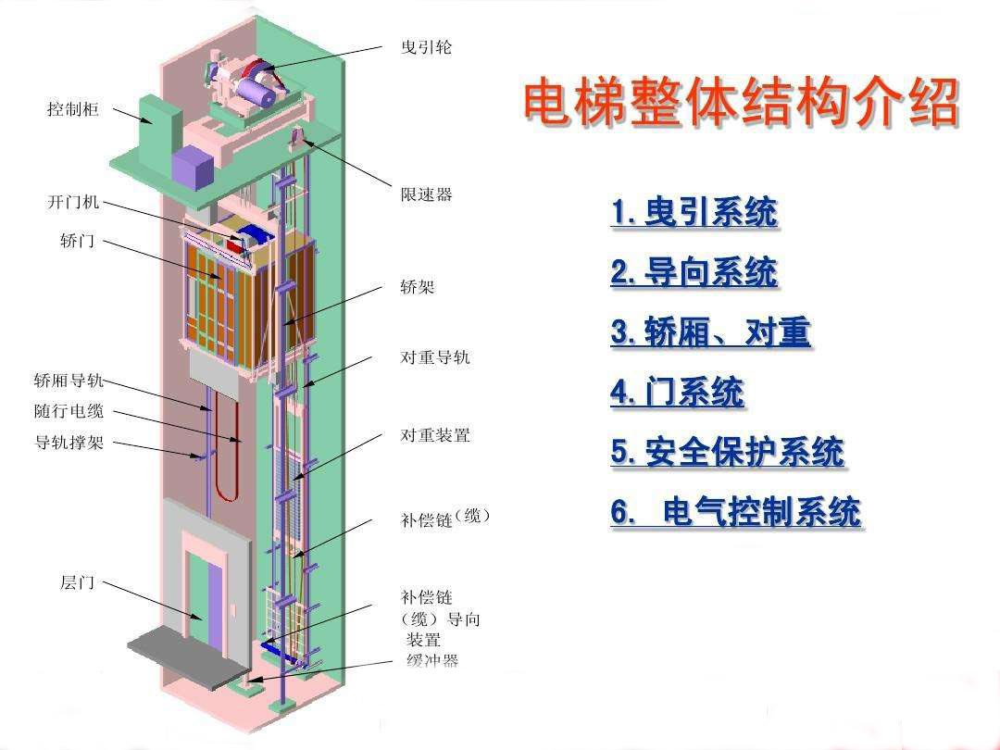 电梯整体结构介绍
1.曳引系统
2.导向系统
3.轿厢、对重
4.门系统
5.安全保护系统
6. 电气控制系统
控制柜
开门机
轿门
轿厢导轨
随行电缆
导轨撑架
层门
曳引轮
限速器
轿架
对重导轨
对重装置
补偿链(缆)
补偿链
(缆)导向
装置
缓冲器